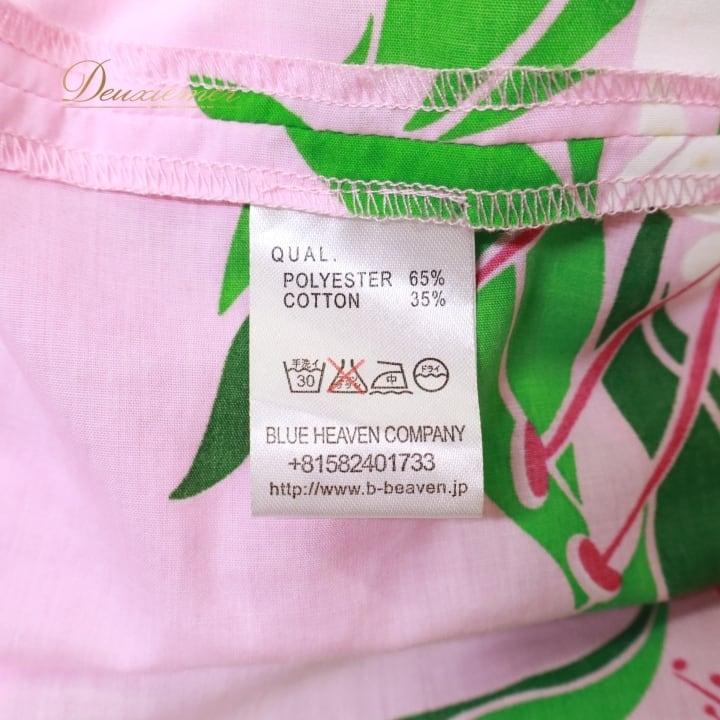 Deuxiemer
QUAL.
POLYESTER 65%
COTTON 35%
手洗イ 30 中 ドライ
BLUE HEAVEN COMPANY
+81582401733
http://www.b-beaven.jp